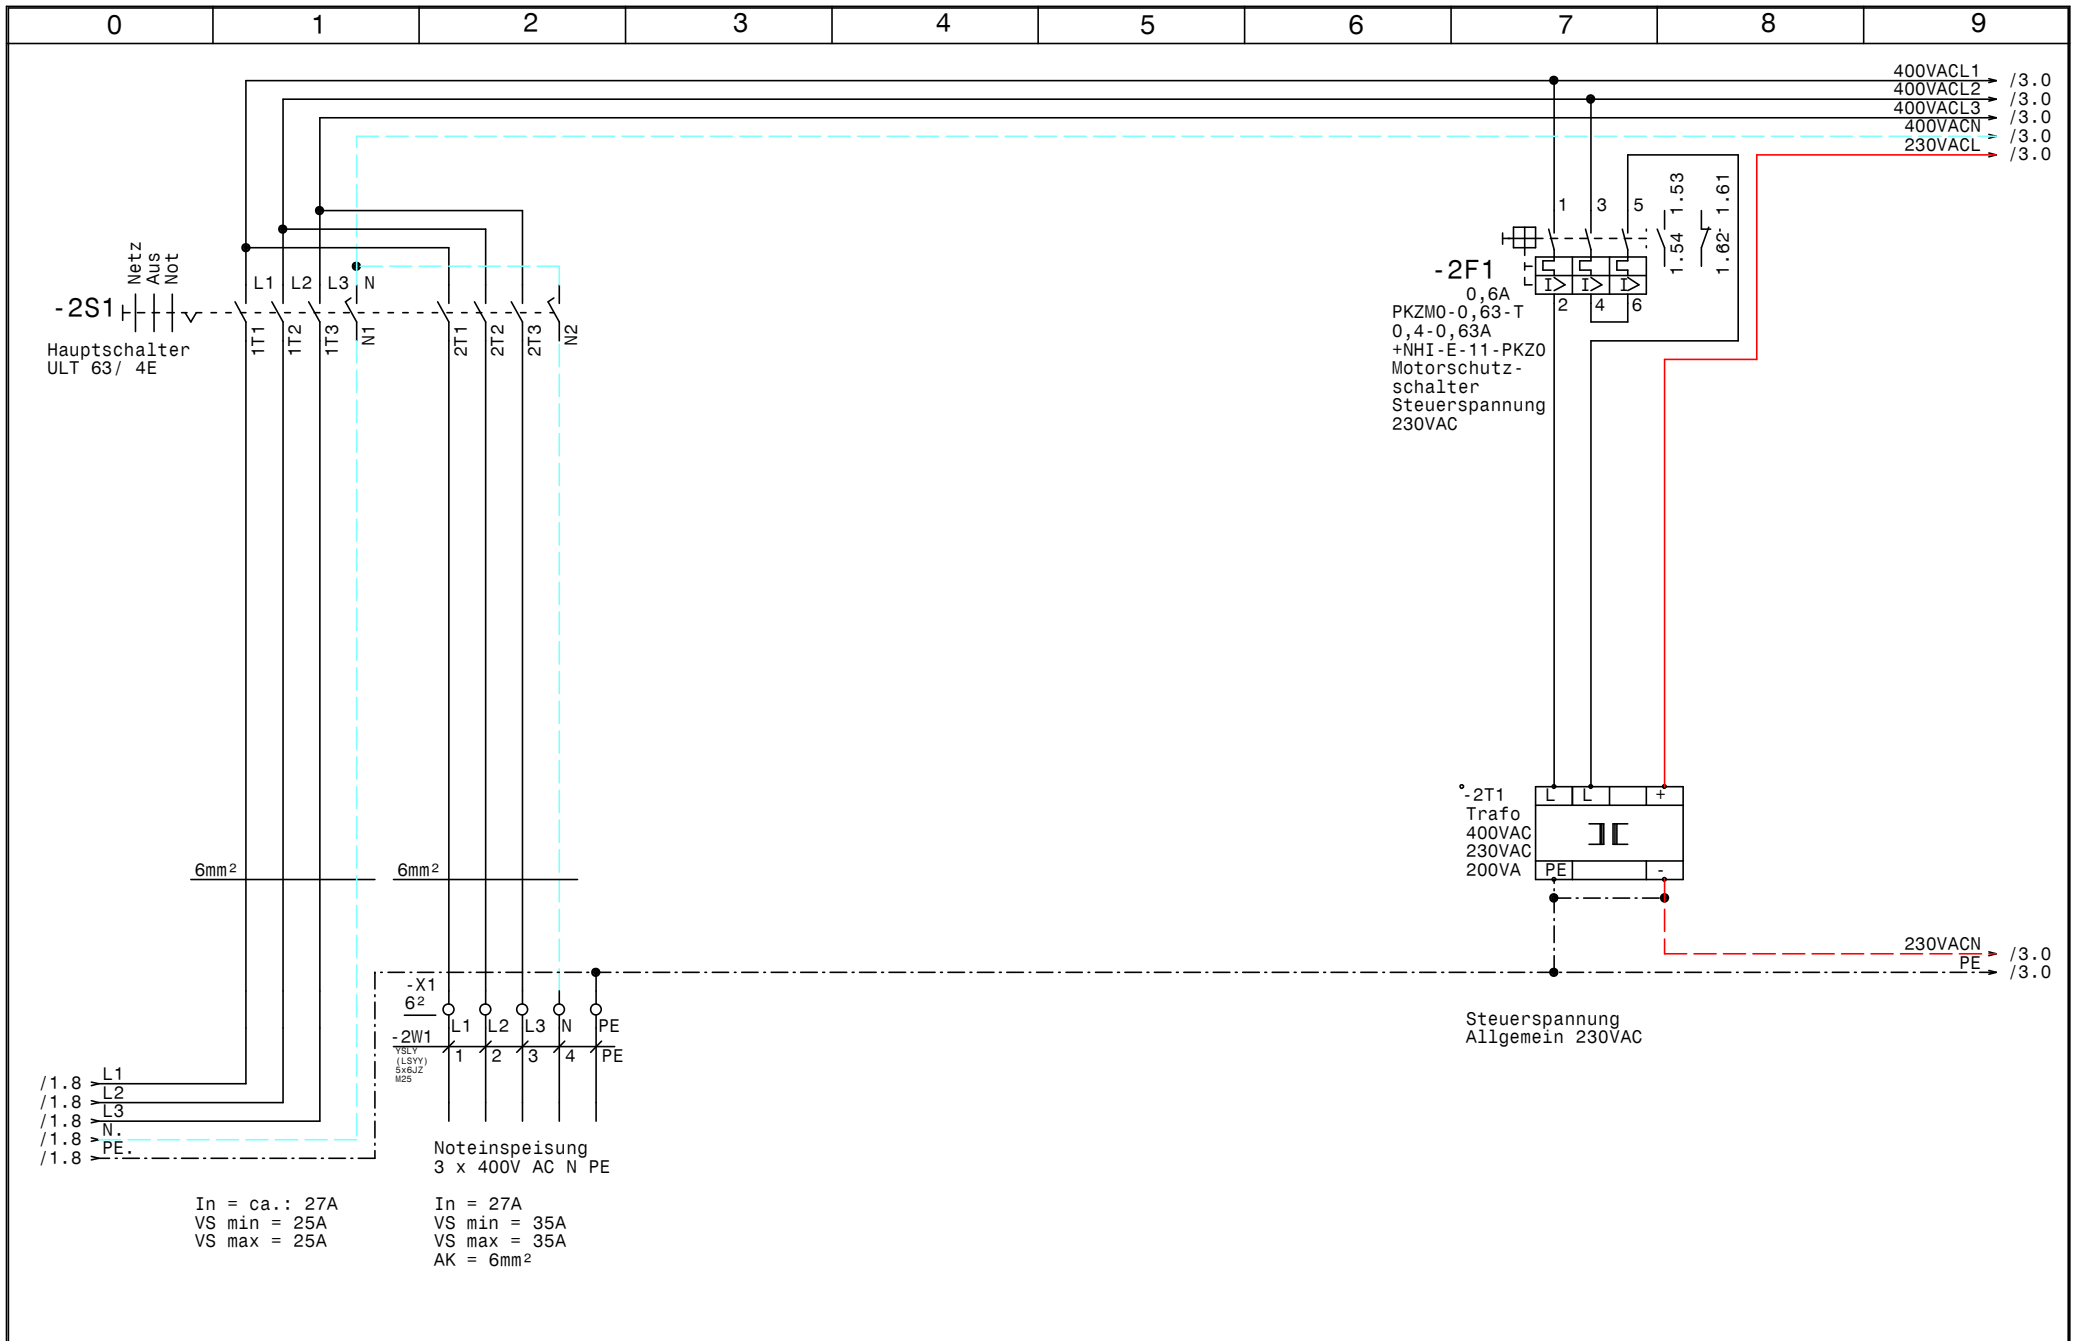 0 1 2 3 4 5 6 7 8 9
400VACL1 /3.0
400VACL2 /3.0
400VACL3 /3.0
400VACN /3.0
230VACL /3.0
Netz
Aus
Not
L1 L2 L3 N
-2S1
1T1 1T2 1T3 N1 2T1 2T2 2T3 N2
Hauptschalter
ULT 63/ 4E
1 3 5
1.54 1.53
1.62 1.61
I> I> I>
2 4 6
-2F1
0,6A
PKZM0-0,63-T
0,4-0,63A
+NHI-E-11-PKZ0
Motorschutz-
schalter
Steuerspannung
230VAC
-2T1
Trafo
400VAC
230VAC
200VA
L L +
PE -
6mm²
6mm²
230VACN /3.0
PE /3.0
Steuerspannung
Allgemein 230VAC
-X1
6²
L1 L2 L3 N PE
-2W1
YSLY
(LSYY)
5x6JZ
M25
1 2 3 4 PE
/1.8 L1
/1.8 L2
/1.8 L3
/1.8 N.
/1.8 PE.
Noteinspeisung
3 x 400V AC N PE
In = ca.: 27A
VS min = 25A
VS max = 25A
In = 27A
VS min = 35A
VS max = 35A
AK = 6mm²